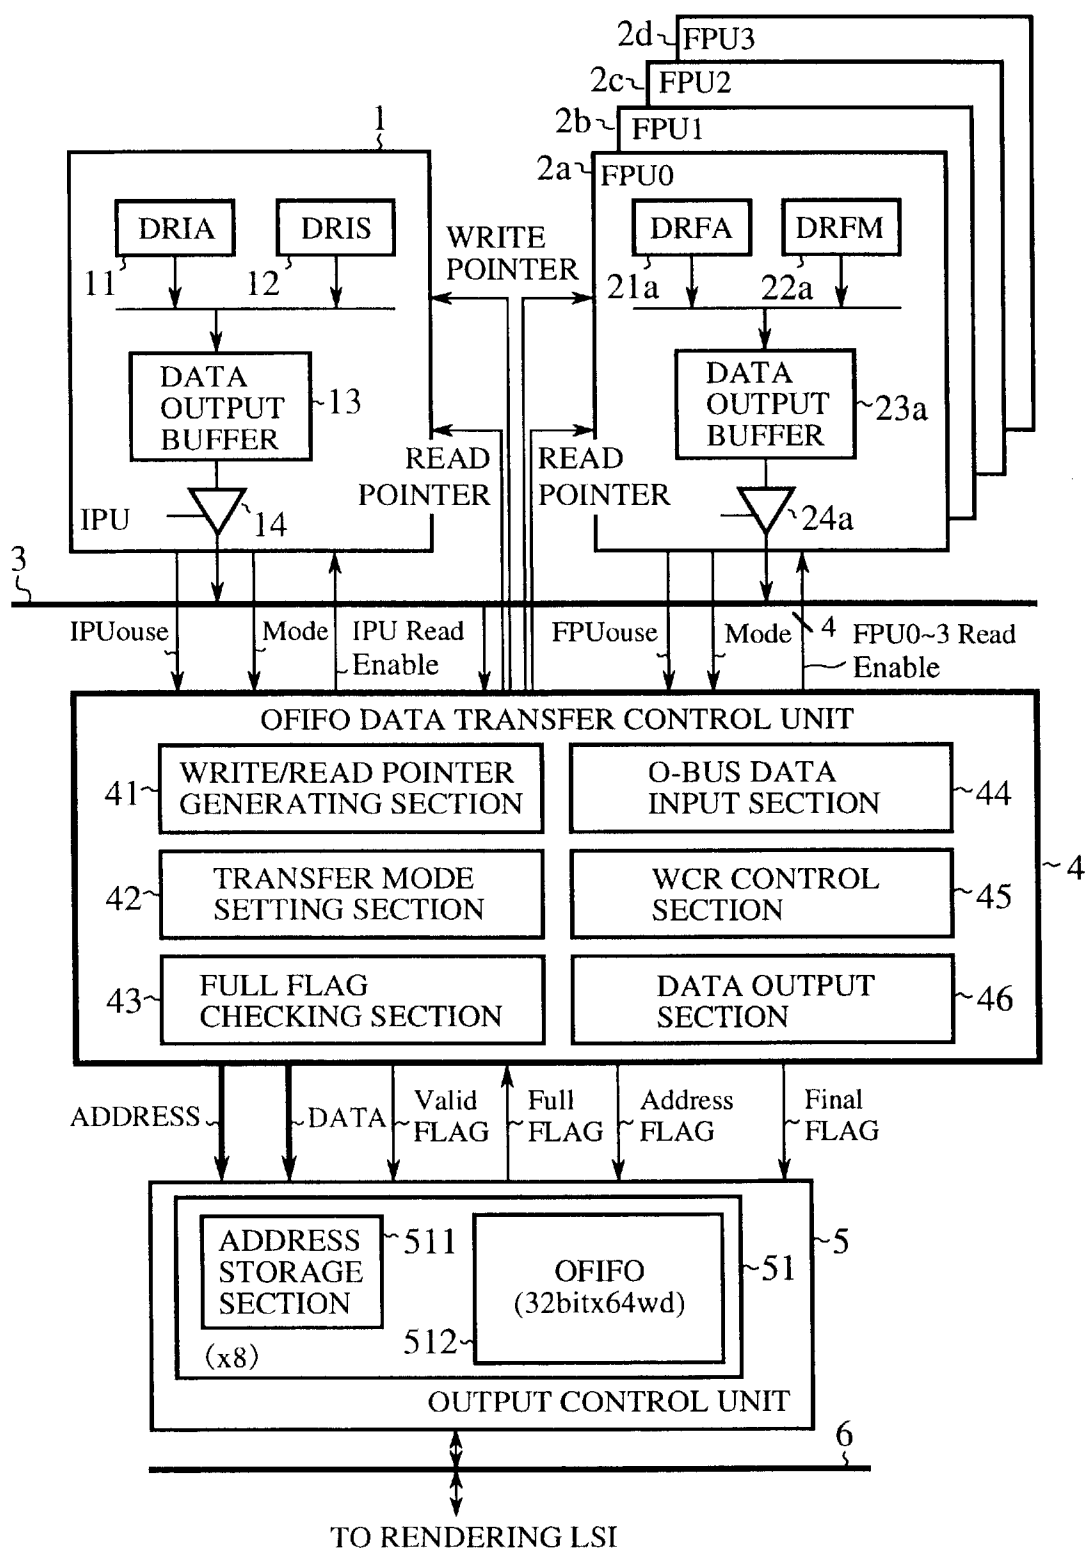 2d
FPU3
2c
FPU2
2b
FPU1
1
2a
FPU0
DRIA
DRIS
DRFA
DRFM
WRITE
POINTER
11
12
21a
22a
DATA
OUTPUT
BUFFER
13
DATA
OUTPUT
BUFFER
23a
READ
POINTER
READ
POINTER
IPU
14
24a
3
IPUouse
Mode
IPU Read
Enable
FPUouse
Mode
4
FPU0~3 Read
Enable
OFIFO DATA TRANSFER CONTROL UNIT
41
WRITE/READ POINTER
GENERATING SECTION
O-BUS DATA
INPUT SECTION
44
4
42
TRANSFER MODE
SETTING SECTION
WCR CONTROL
SECTION
45
43
FULL FLAG
CHECKING SECTION
DATA OUTPUT
SECTION
46
ADDRESS
DATA
Valid
FLAG
Full
FLAG
Address
FLAG
Final
FLAG
ADDRESS
STORAGE
SECTION
511
OFIFO
(32bitx64wd)
51
5
512
(x8)
OUTPUT CONTROL UNIT
6
TO RENDERING LSI